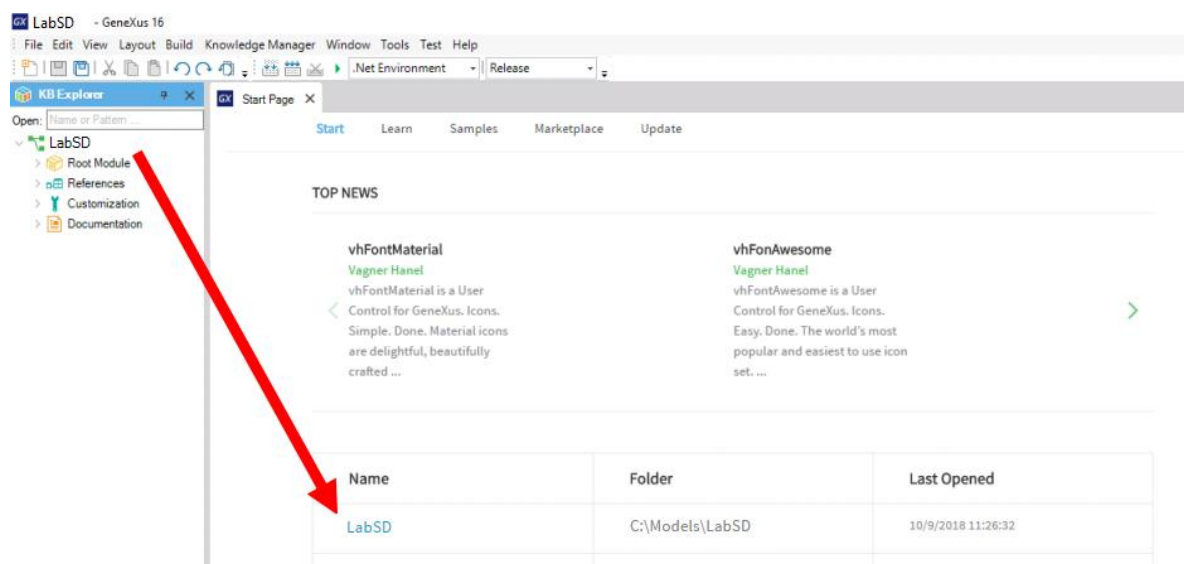 GX LabSD - GeneXus 16
File Edit View Layout Build Knowledge Manager Window Tools Test Help
.Net Environment Release
KB Explorer
GX Start Page
Open: Name or Pattern ...
Start Learn Samples Marketplace Update
LabSD
Root Module
References
Customization
Documentation
TOP NEWS
vhFontMaterial
Vagner Hanel
vhFontMaterial is a User
Control for GeneXus. Icons.
Simple. Done. Material icons
are delightful, beautifully
crafted ...
vhFonAwesome
Vagner Hanel
vhFontAwesome is a User
Control for GeneXus. Icons.
Easy. Done. The world's most
popular and easiest to use icon
set. ...
Name Folder Last Opened
LabSD C:\Models\LabSD 10/9/2018 11:26:32